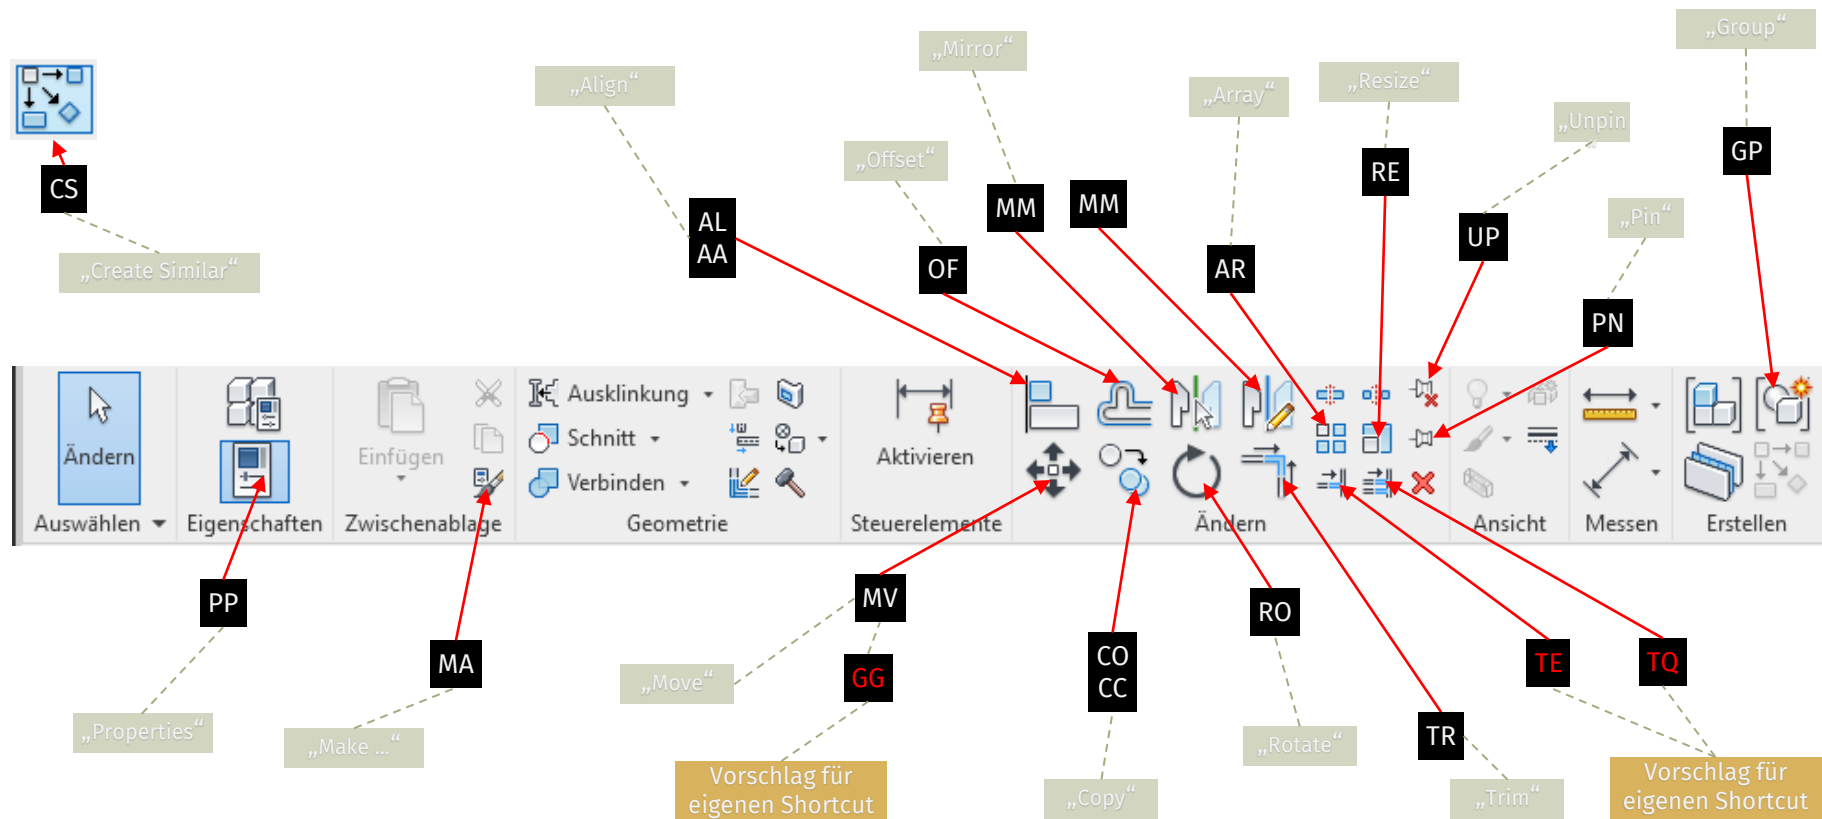 „Group“
„Mirror“
„Align“
„Resize“
„Array“
„Unpin
“
„Offset“
GP
RE
CS
MM
MM
„Pin“
AL
AA
UP
„Create Similar“
OF
AR
PN
Ändern
Einfügen
Ausklinkung
Schnitt
Verbinden
Aktivieren
Auswählen
Eigenschaften
Zwischenablage
Geometrie
Steuerelemente
Ändern
Ansicht
Messen
Erstellen
PP
MV
RO
MA
GG
CO
CC
TE
TQ
„Move“
„Properties“
„Make ...“
TR
„Rotate“
Vorschlag für
eigenen Shortcut
„Copy“
„Trim“
Vorschlag für
eigenen Shortcut